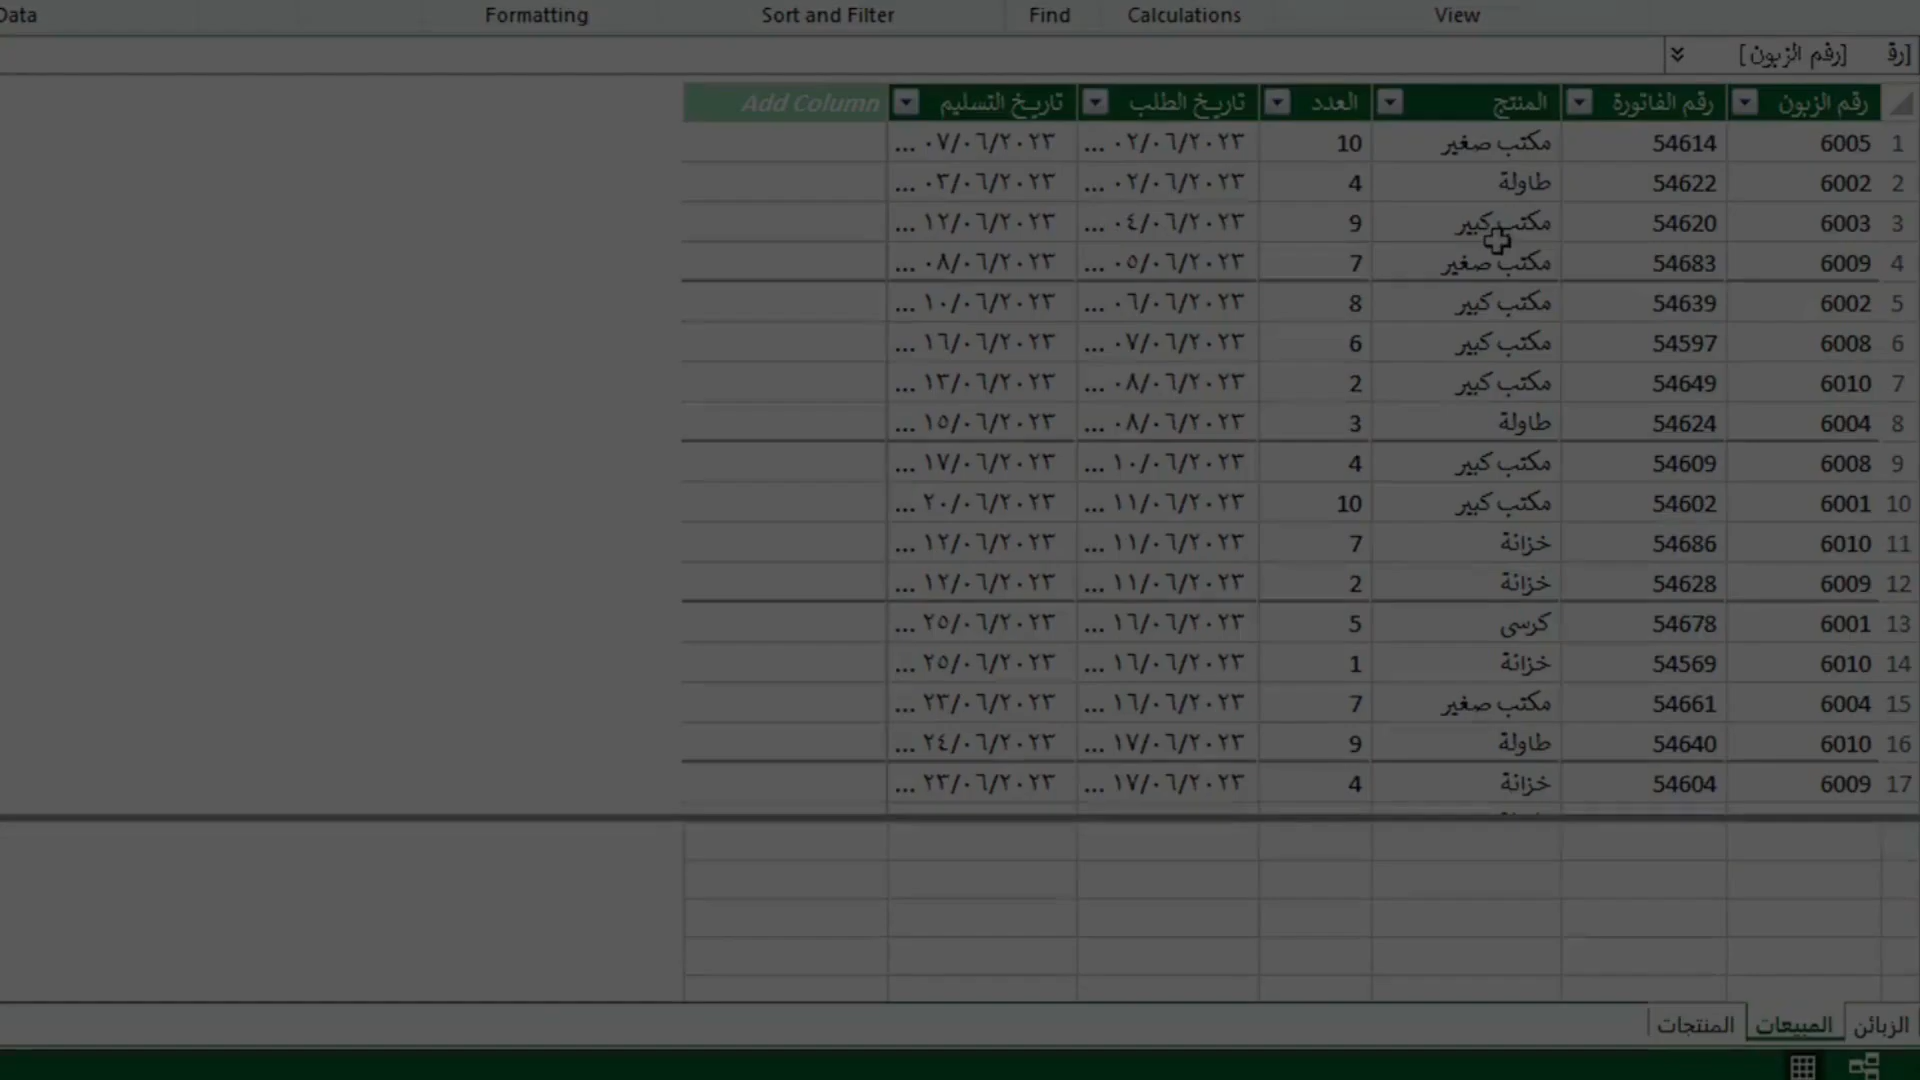 Data Formatting Sort and Filter Find Calculations View
[رق [رقم الزبون]
رقم الزبون رقم الفاتورة المنتج العدد تاريخ الطلب تاريخ التسليم Add Column
1 6005 54614 مكتب صغير 10 ٠٢/٠٦/٢٠٢٣ ... ٠٧/٠٦/٢٠٢٣ ...
2 6002 54622 طاولة 4 ٠٢/٠٦/٢٠٢٣ ... ٠٣/٠٦/٢٠٢٣ ...
3 6003 54620 مكتب كبير 9 ٠٤/٠٦/٢٠٢٣ ... ١٢/٠٦/٢٠٢٣ ...
4 6009 54683 مكتب صغير 7 ٠٥/٠٦/٢٠٢٣ ... ٠٨/٠٦/٢٠٢٣ ...
5 6002 54639 مكتب كبير 8 ٠٦/٠٦/٢٠٢٣ ... ١٠/٠٦/٢٠٢٣ ...
6 6008 54597 مكتب كبير 6 ٠٧/٠٦/٢٠٢٣ ... ١٦/٠٦/٢٠٢٣ ...
7 6010 54649 مكتب كبير 2 ٠٨/٠٦/٢٠٢٣ ... ١٣/٠٦/٢٠٢٣ ...
8 6004 54624 طاولة 3 ٠٨/٠٦/٢٠٢٣ ... ١٥/٠٦/٢٠٢٣ ...
9 6008 54609 مكتب كبير 4 ١٠/٠٦/٢٠٢٣ ... ١٧/٠٦/٢٠٢٣ ...
10 6001 54602 مكتب كبير 10 ١١/٠٦/٢٠٢٣ ... ٢٠/٠٦/٢٠٢٣ ...
11 6010 54686 خزانة 7 ١١/٠٦/٢٠٢٣ ... ١٢/٠٦/٢٠٢٣ ...
12 6009 54628 خزانة 2 ١١/٠٦/٢٠٢٣ ... ١٢/٠٦/٢٠٢٣ ...
13 6001 54678 كرسى 5 ١٦/٠٦/٢٠٢٣ ... ٢٥/٠٦/٢٠٢٣ ...
14 6010 54569 خزانة 1 ١٦/٠٦/٢٠٢٣ ... ٢٥/٠٦/٢٠٢٣ ...
15 6004 54661 مكتب صغير 7 ١٦/٠٦/٢٠٢٣ ... ٢٣/٠٦/٢٠٢٣ ...
16 6010 54640 طاولة 9 ١٧/٠٦/٢٠٢٣ ... ٢٤/٠٦/٢٠٢٣ ...
17 6009 54604 خزانة 4 ١٧/٠٦/٢٠٢٣ ... ٢٣/٠٦/٢٠٢٣ ...
الزبائن المبيعات المنتجات